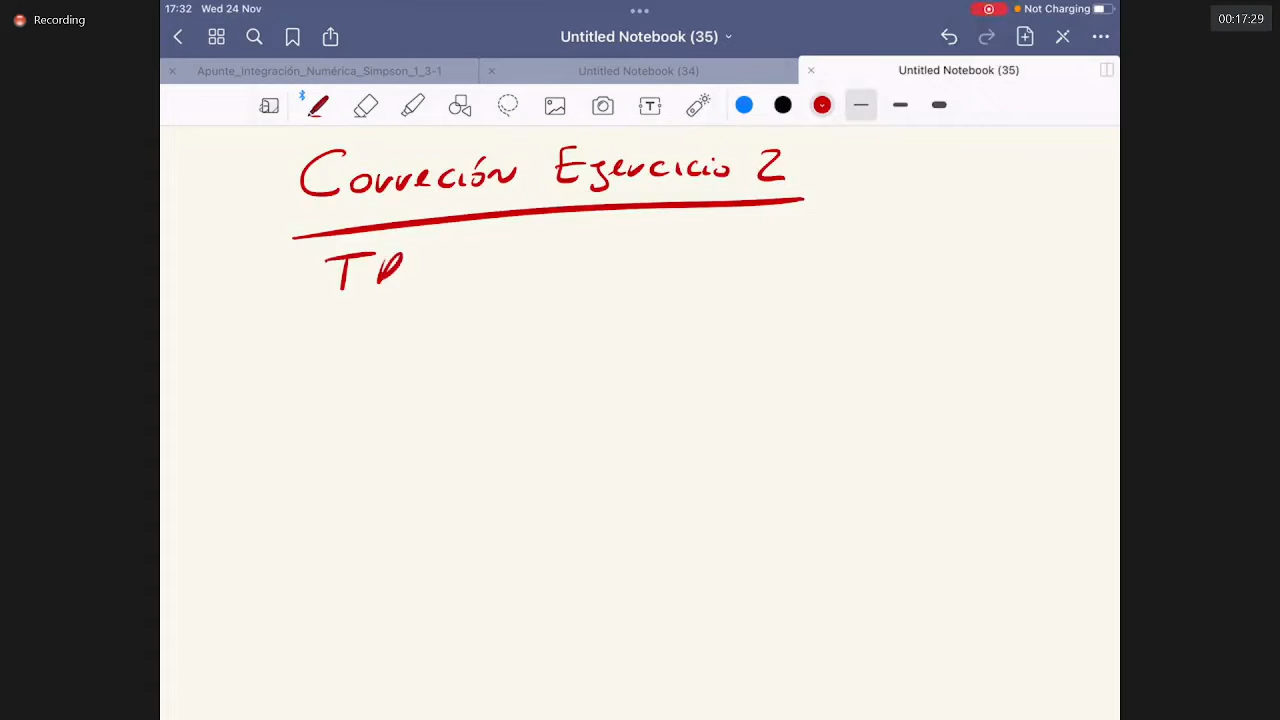 Recording
17:32 Wed 24 Nov
Not Charging
00:17:29
Untitled Notebook (35)
Apunte_Integración_Numérica_Simpson_1_3-1
Untitled Notebook (34)
Untitled Notebook (35)
T
Correción Ejercicio 2